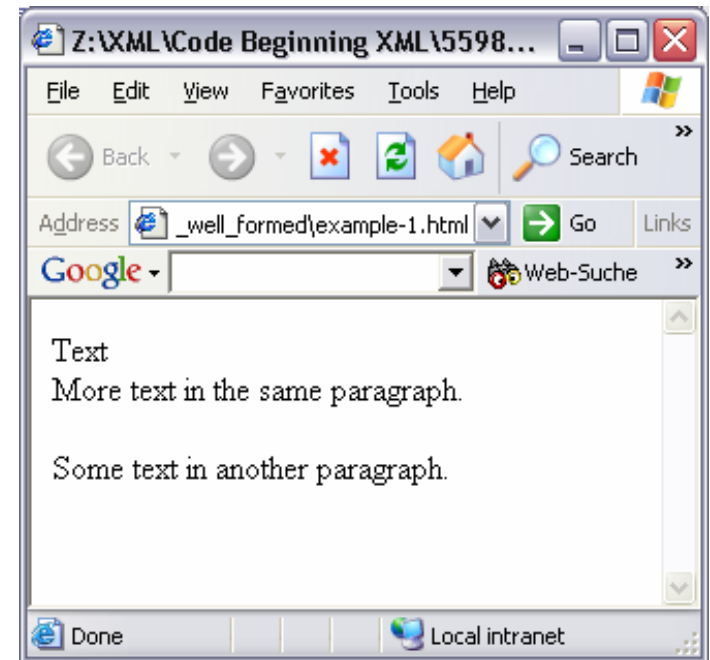 Z:\XML\Code Beginning XML\5598...
File Edit View Favorites Tools Help
Back Search »
Address _well_formed\example-1.html Go Links
Google Web-Suche »
Text
More text in the same paragraph.
Some text in another paragraph.
Done Local intranet